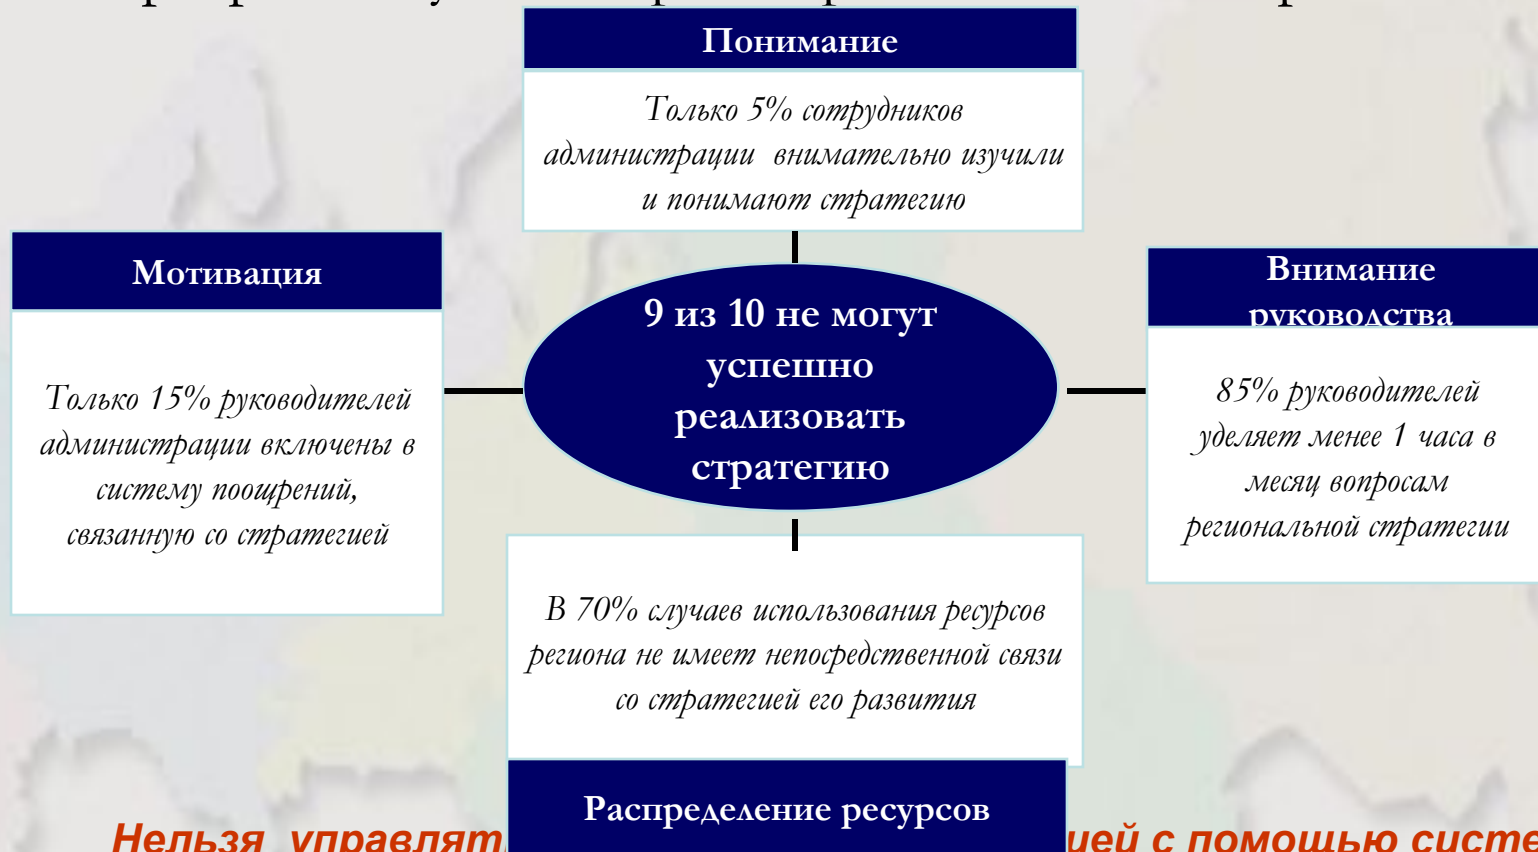 Понимание
Только 5% сотрудников
администрации внимательно изучили
и понимают стратегию
Мотивация
Только 15% руководителей
администрации включены в
систему поощрений,
связанную со стратегией
9 из 10 не могут
успешно
реализовать
стратегию
Внимание
руководства
85% руководителей
уделяет менее 1 часа в
месяц вопросам
региональной стратегии
В 70% случаев использования ресурсов
региона не имеет непосредственной связи
со стратегией его развития
Распределение ресурсов
Нельзя с помощью